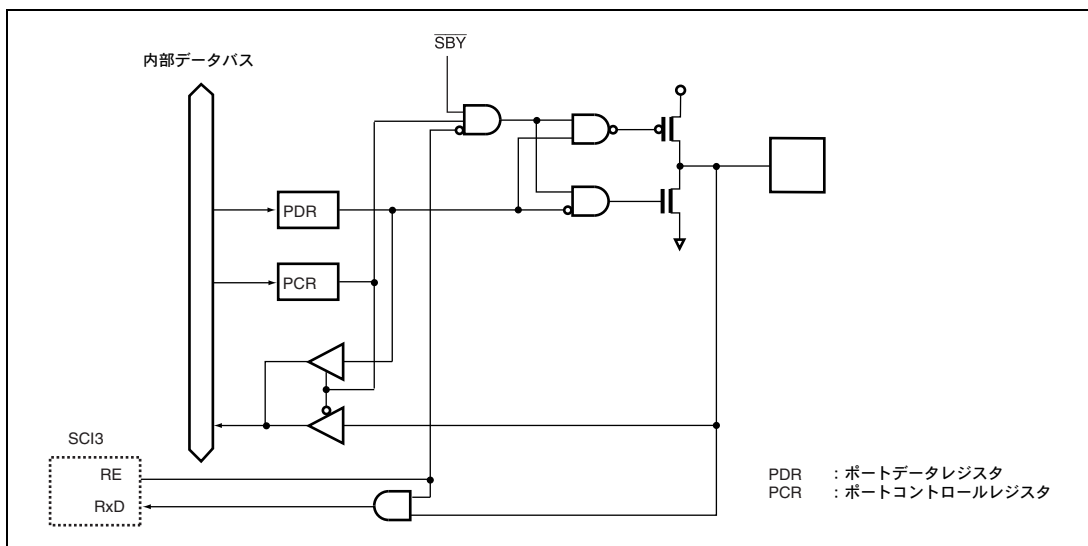 $\overline{SBY}$
内部データバス
PDR
PCR
SCI3
RE
RxD
PDR :ポートデータレジスタ
PCR :ポートコントロールレジスタ